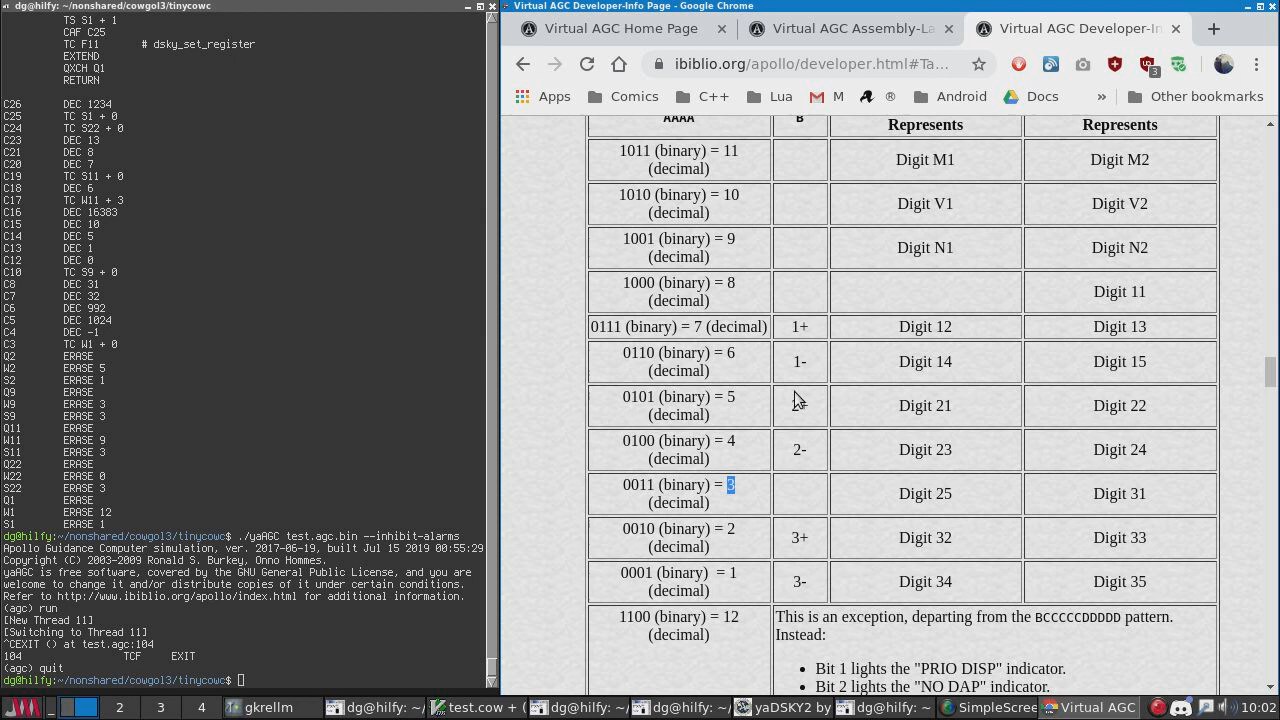 dg@hilfy: ~/nonshared/cowgol3/tinycowc
TS S1 + 1
CAF C25
TC F11 # dsky_set_register
EXTEND
QXCH Q1
RETURN
C26 DEC 1234
C25 TC S1 + 0
C24 TC S22 + 0
C23 DEC 13
C21 DEC 8
C20 DEC 7
C19 TC S11 + 0
C18 DEC 6
C17 TC W11 + 3
C16 DEC 16383
C15 DEC 10
C14 DEC 5
C13 DEC 1
C12 DEC 0
C10 TC S9 + 0
C8 DEC 31
C7 DEC 32
C6 DEC 992
C5 DEC 1024
C4 DEC -1
C3 TC W1 + 0
Q2 ERASE
W2 ERASE 5
S2 ERASE 1
Q9 ERASE
W9 ERASE 3
S9 ERASE 3
Q11 ERASE
W11 ERASE 9
S11 ERASE 3
Q22 ERASE
W22 ERASE 0
S22 ERASE 3
Q1 ERASE
W1 ERASE 12
S1 ERASE 1
dg@hilfy:~/nonshared/cowgol3/tinycowc$ ./yaAGC test.agc.bin --inhibit-alarms
Apollo Guidance Computer simulation, ver. 2017-06-19, built Jul 15 2019 00:55:29
Copyright (C) 2003-2009 Ronald S. Burkey, Onno Hommes.
yaAGC is free software, covered by the GNU General Public License, and you are
welcome to change it and/or distribute copies of it under certain conditions.
Refer to http://www.ibiblio.org/apollo/index.html for additional information.
(agc) run
[New Thread 11]
[Switching to Thread 11]
^CEXIT () at test.agc:104
104 TCF EXIT
(agc) quit
dg@hilfy:~/nonshared/cowgol3/tinycowc$
Virtual AGC Developer-Info Page - Google Chrome
Virtual AGC Home Page
Virtual AGC Assembly-La
Virtual AGC Developer-In
ibiblio.org/apollo/developer.html#Ta...
3
Apps Comics C++ Lua M ® Android Docs » Other bookmarks
AAAA B Represents Represents
1011 (binary) = 11 (decimal) Digit M1 Digit M2
1010 (binary) = 10 (decimal) Digit V1 Digit V2
1001 (binary) = 9 (decimal) Digit N1 Digit N2
1000 (binary) = 8 (decimal) Digit 11
0111 (binary) = 7 (decimal) 1+ Digit 12 Digit 13
0110 (binary) = 6 (decimal) 1- Digit 14 Digit 15
0101 (binary) = 5 (decimal) Digit 21 Digit 22
0100 (binary) = 4 (decimal) 2- Digit 23 Digit 24
0011 (binary) = 3 (decimal) Digit 25 Digit 31
0010 (binary) = 2 (decimal) 3+ Digit 32 Digit 33
0001 (binary) = 1 (decimal) 3- Digit 34 Digit 35
1100 (binary) = 12 (decimal)
This is an exception, departing from the BCCCCCDDDDD pattern.
Instead:
• Bit 1 lights the "PRIO DISP" indicator.
• Bit 2 lights the "NO DAP" indicator.
2 3 4 gkrellm dg@hilfy: ~/ test.cow + ( dg@hilfy: ~/ dg@hilfy: ~/ yaDSKY2 by dg@hilfy: ~ SimpleScree Virtual AGC 10:02